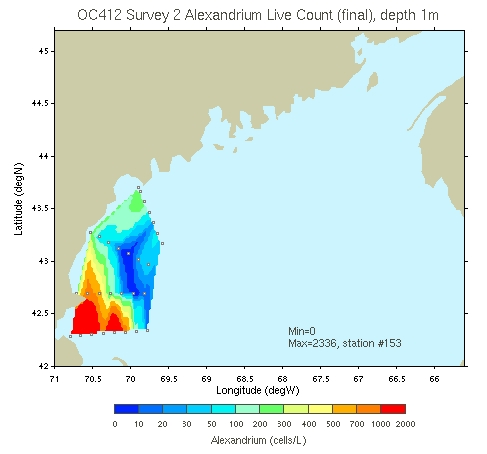 OC412 Survey 2 Alexandrium Live Count (final), depth 1m
45
44.5
44
43.5
43
42.5
42
Latitude (degN)
Min=0
Max=2336, station #153
71 70.5 70 69.5 69 68.5 68 67.5 67 66.5 66
Longitude (degW)
0 10 20 30 50 100 200 300 400 500 700 1000 2000
Alexandrium (cells/L)